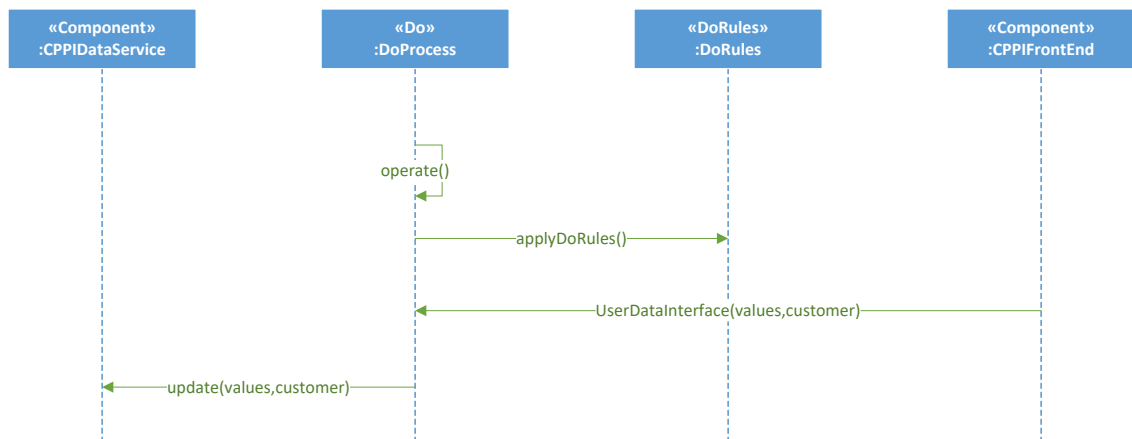 «Component»
:CPPIDataService
«Do»
:DoProcess
«DoRules»
:DoRules
«Component»
:CPPIFrontEnd
operate()
applyDoRules()
UserDataInterface(values,customer)
update(values,customer)